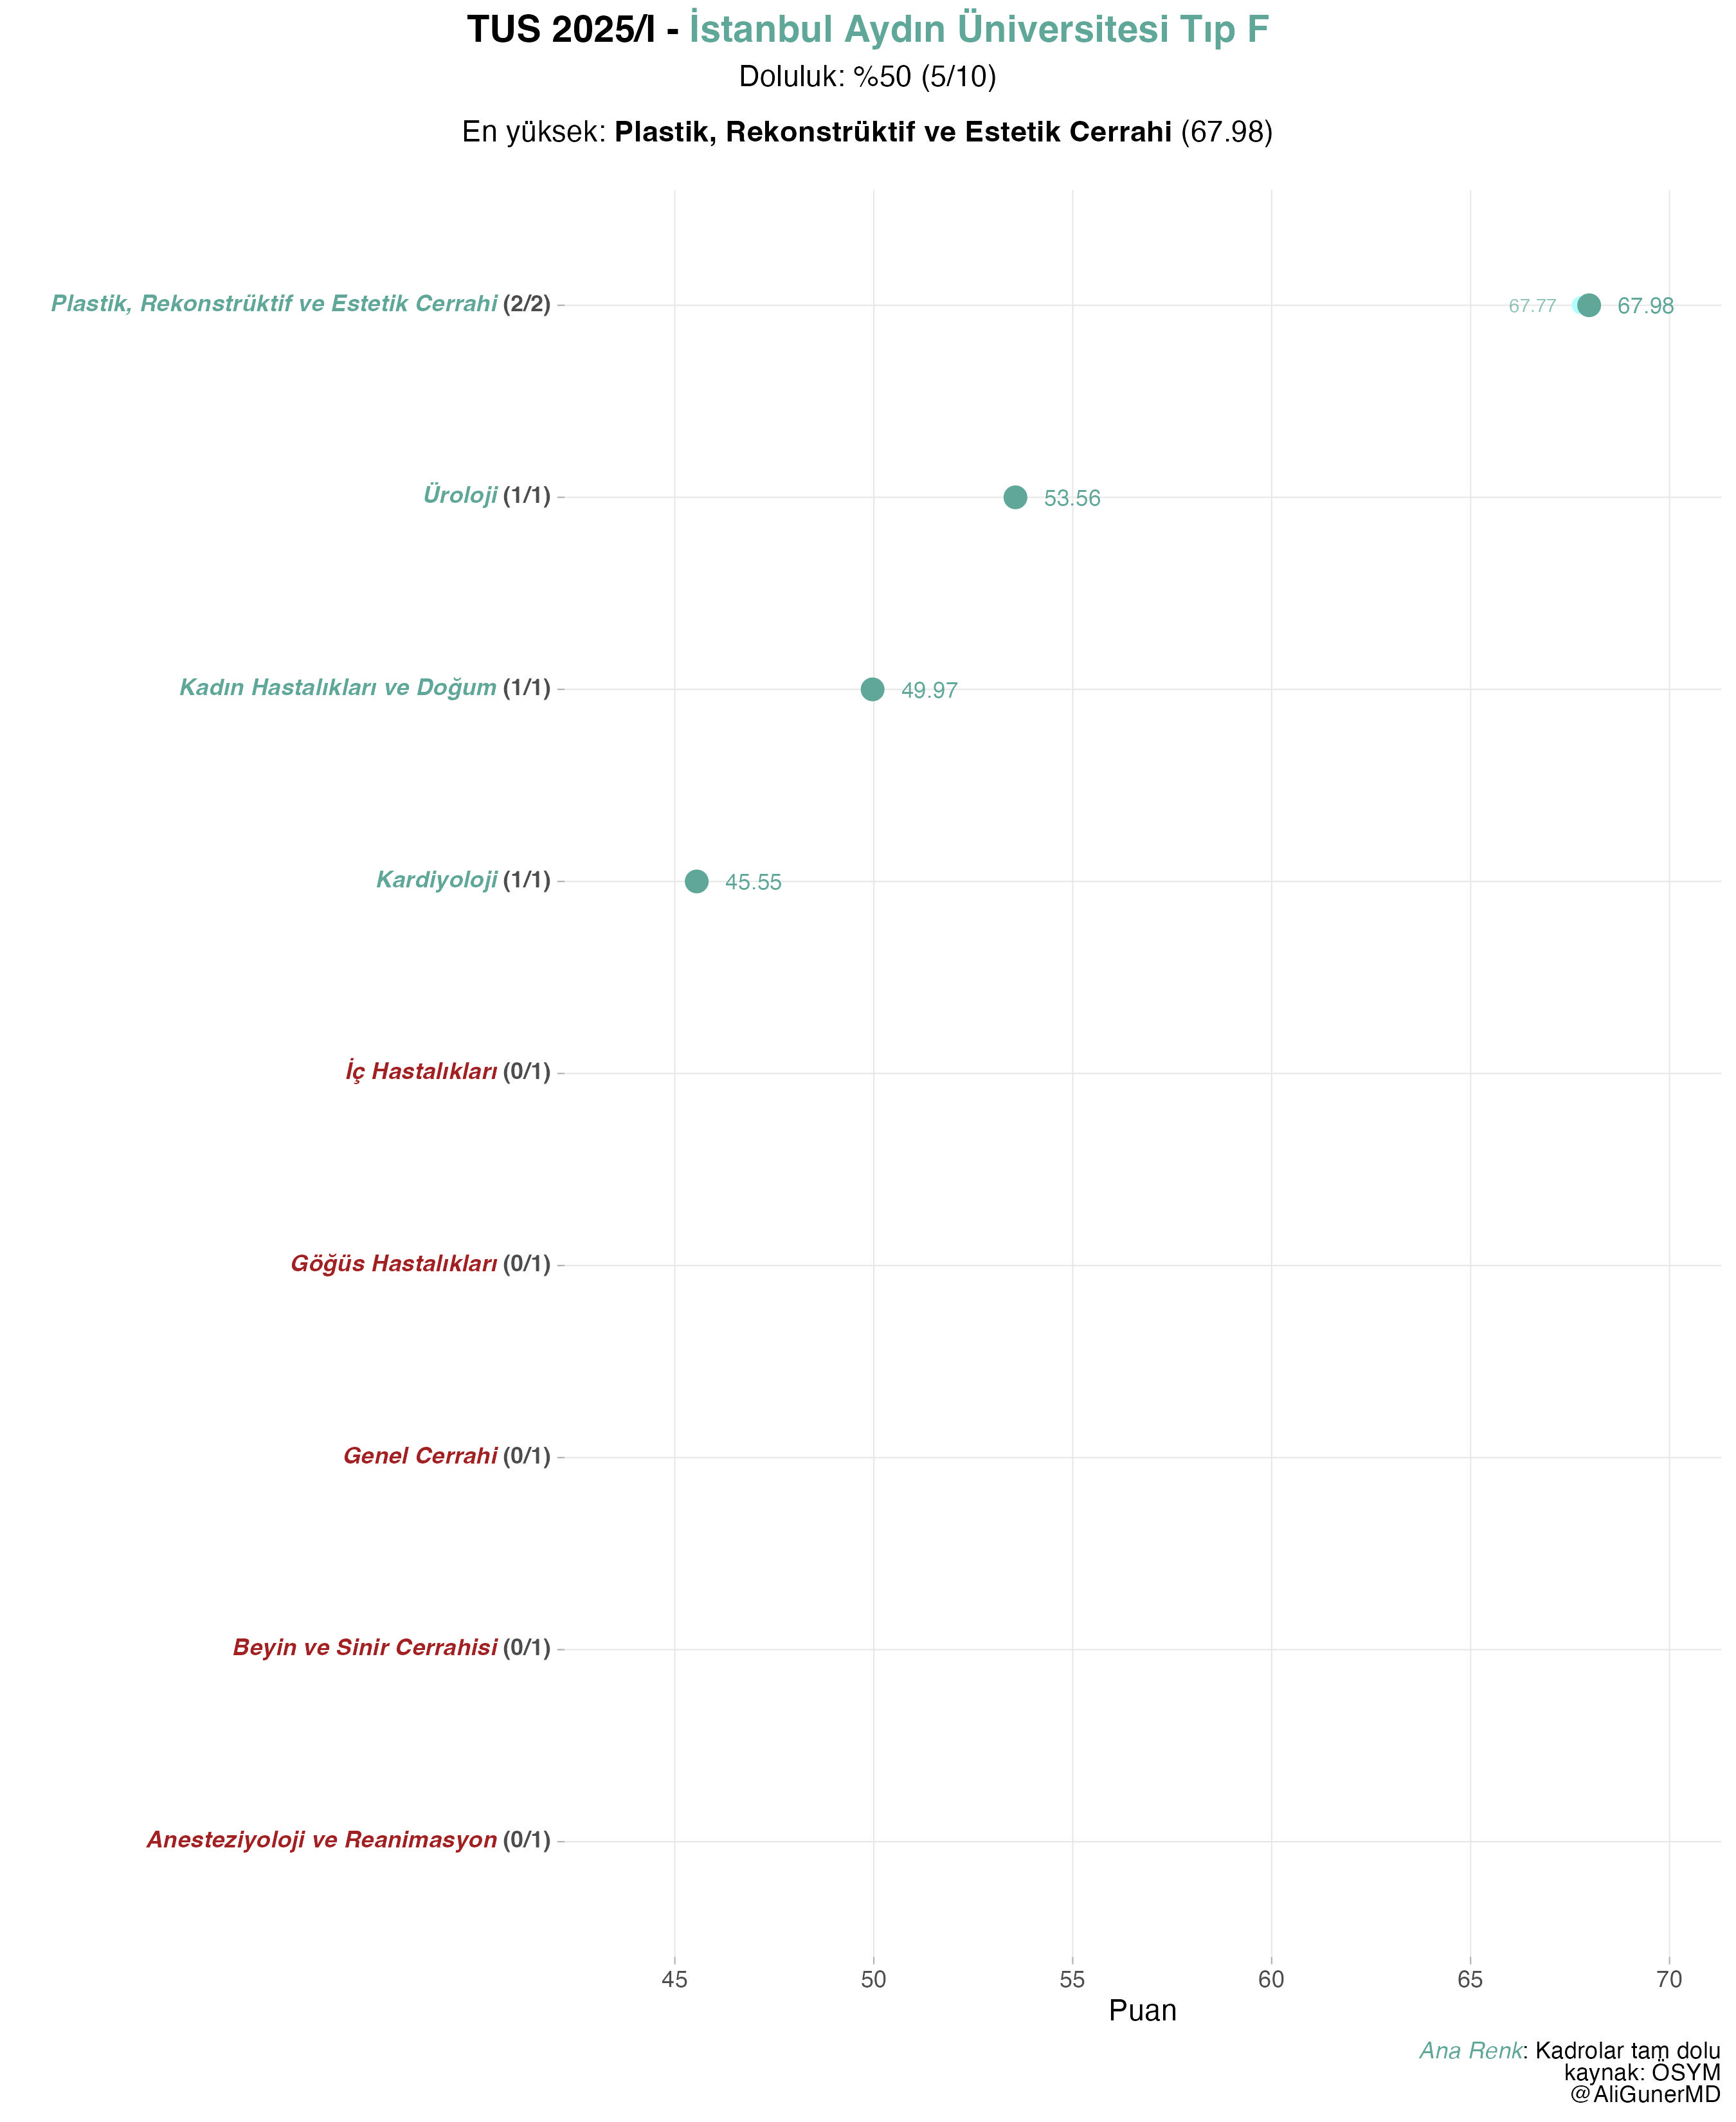 TUS 2025/I - İstanbul Aydın Üniversitesi Tıp F
Doluluk: %50 (5/10)
En yüksek: Plastik, Rekonstrüktif ve Estetik Cerrahi (67.98)
Plastik, Rekonstrüktif ve Estetik Cerrahi (2/2) 67.77 67.98
Üroloji (1/1) 53.56
Kadın Hastalıkları ve Doğum (1/1) 49.97
Kardiyoloji (1/1) 45.55
İç Hastalıkları (0/1)
Göğüs Hastalıkları (0/1)
Genel Cerrahi (0/1)
Beyin ve Sinir Cerrahisi (0/1)
Anesteziyoloji ve Reanimasyon (0/1)
45 50 55 60 65 70
Puan
Ana Renk: Kadrolar tam dolu
kaynak: ÖSYM
@AliGunerMD